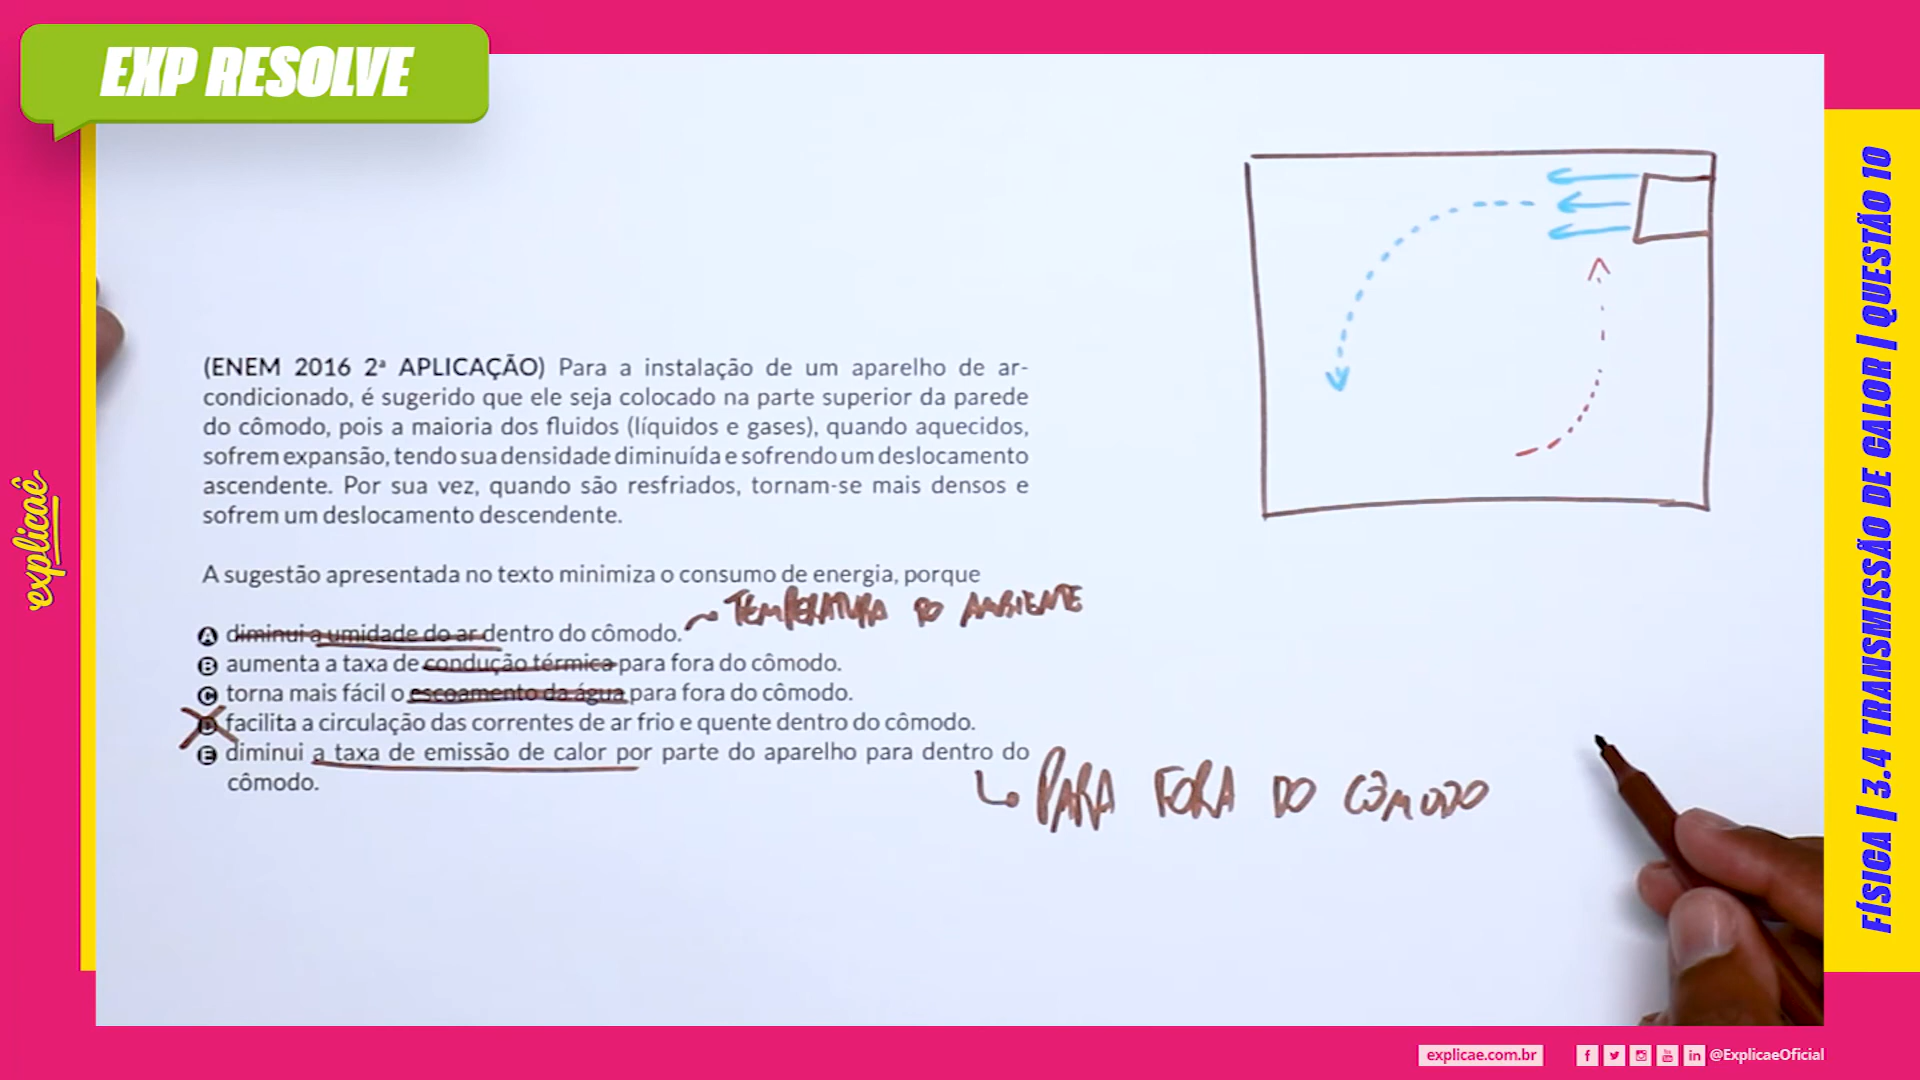 EXP RESOLVE
explicaê
(ENEM 2016 2ª APLICAÇÃO) Para a instalação de um aparelho de ar-
condicionado, é sugerido que ele seja colocado na parte superior da parede
do cômodo, pois a maioria dos fluidos (líquidos e gases), quando aquecidos,
sofrem expansão, tendo sua densidade diminuída e sofrendo um deslocamento
ascendente. Por sua vez, quando são resfriados, tornam-se mais densos e
sofrem um deslocamento descendente.
A sugestão apresentada no texto minimiza o consumo de energia, porque
TEMPERATURA DO AMBIENTE
A diminui a umidade do ar dentro do cômodo.
B aumenta a taxa de condução térmica para fora do cômodo.
C torna mais fácil o escoamento da água para fora do cômodo.
D facilita a circulação das correntes de ar frio e quente dentro do cômodo.
E diminui a taxa de emissão de calor por parte do aparelho para dentro do
cômodo.
PARA FORA DO CÔMODO
FÍSICA | 3.4 TRANSMISSÃO DE CALOR | QUESTÃO 10
explicae.com.br
@ExplicaeOficial